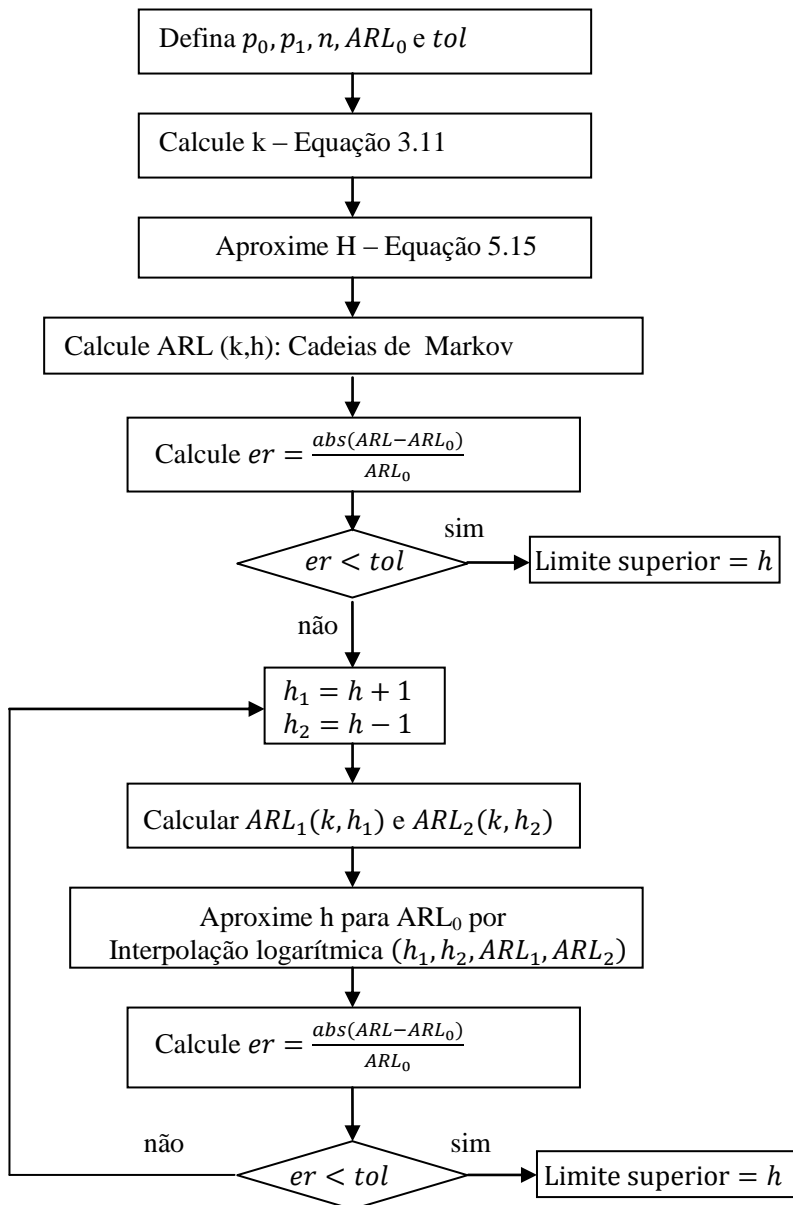 Defina p₀, p₁, n, ARL₀ e tol
Calcule k – Equação 3.11
Aproxime H – Equação 5.15
Calcule ARL (k,h): Cadeias de Markov
Calcule er = abs(ARL−ARL₀)/ARL₀
sim
er < tol
Limite superior = h
não
h₁ = h + 1
h₂ = h − 1
Calcular ARL₁(k, h₁) e ARL₂(k, h₂)
Aproxime h para ARL₀ por
Interpolação logarítmica (h₁, h₂, ARL₁, ARL₂)
Calcule er = abs(ARL−ARL₀)/ARL₀
não
sim
er < tol
Limite superior = h